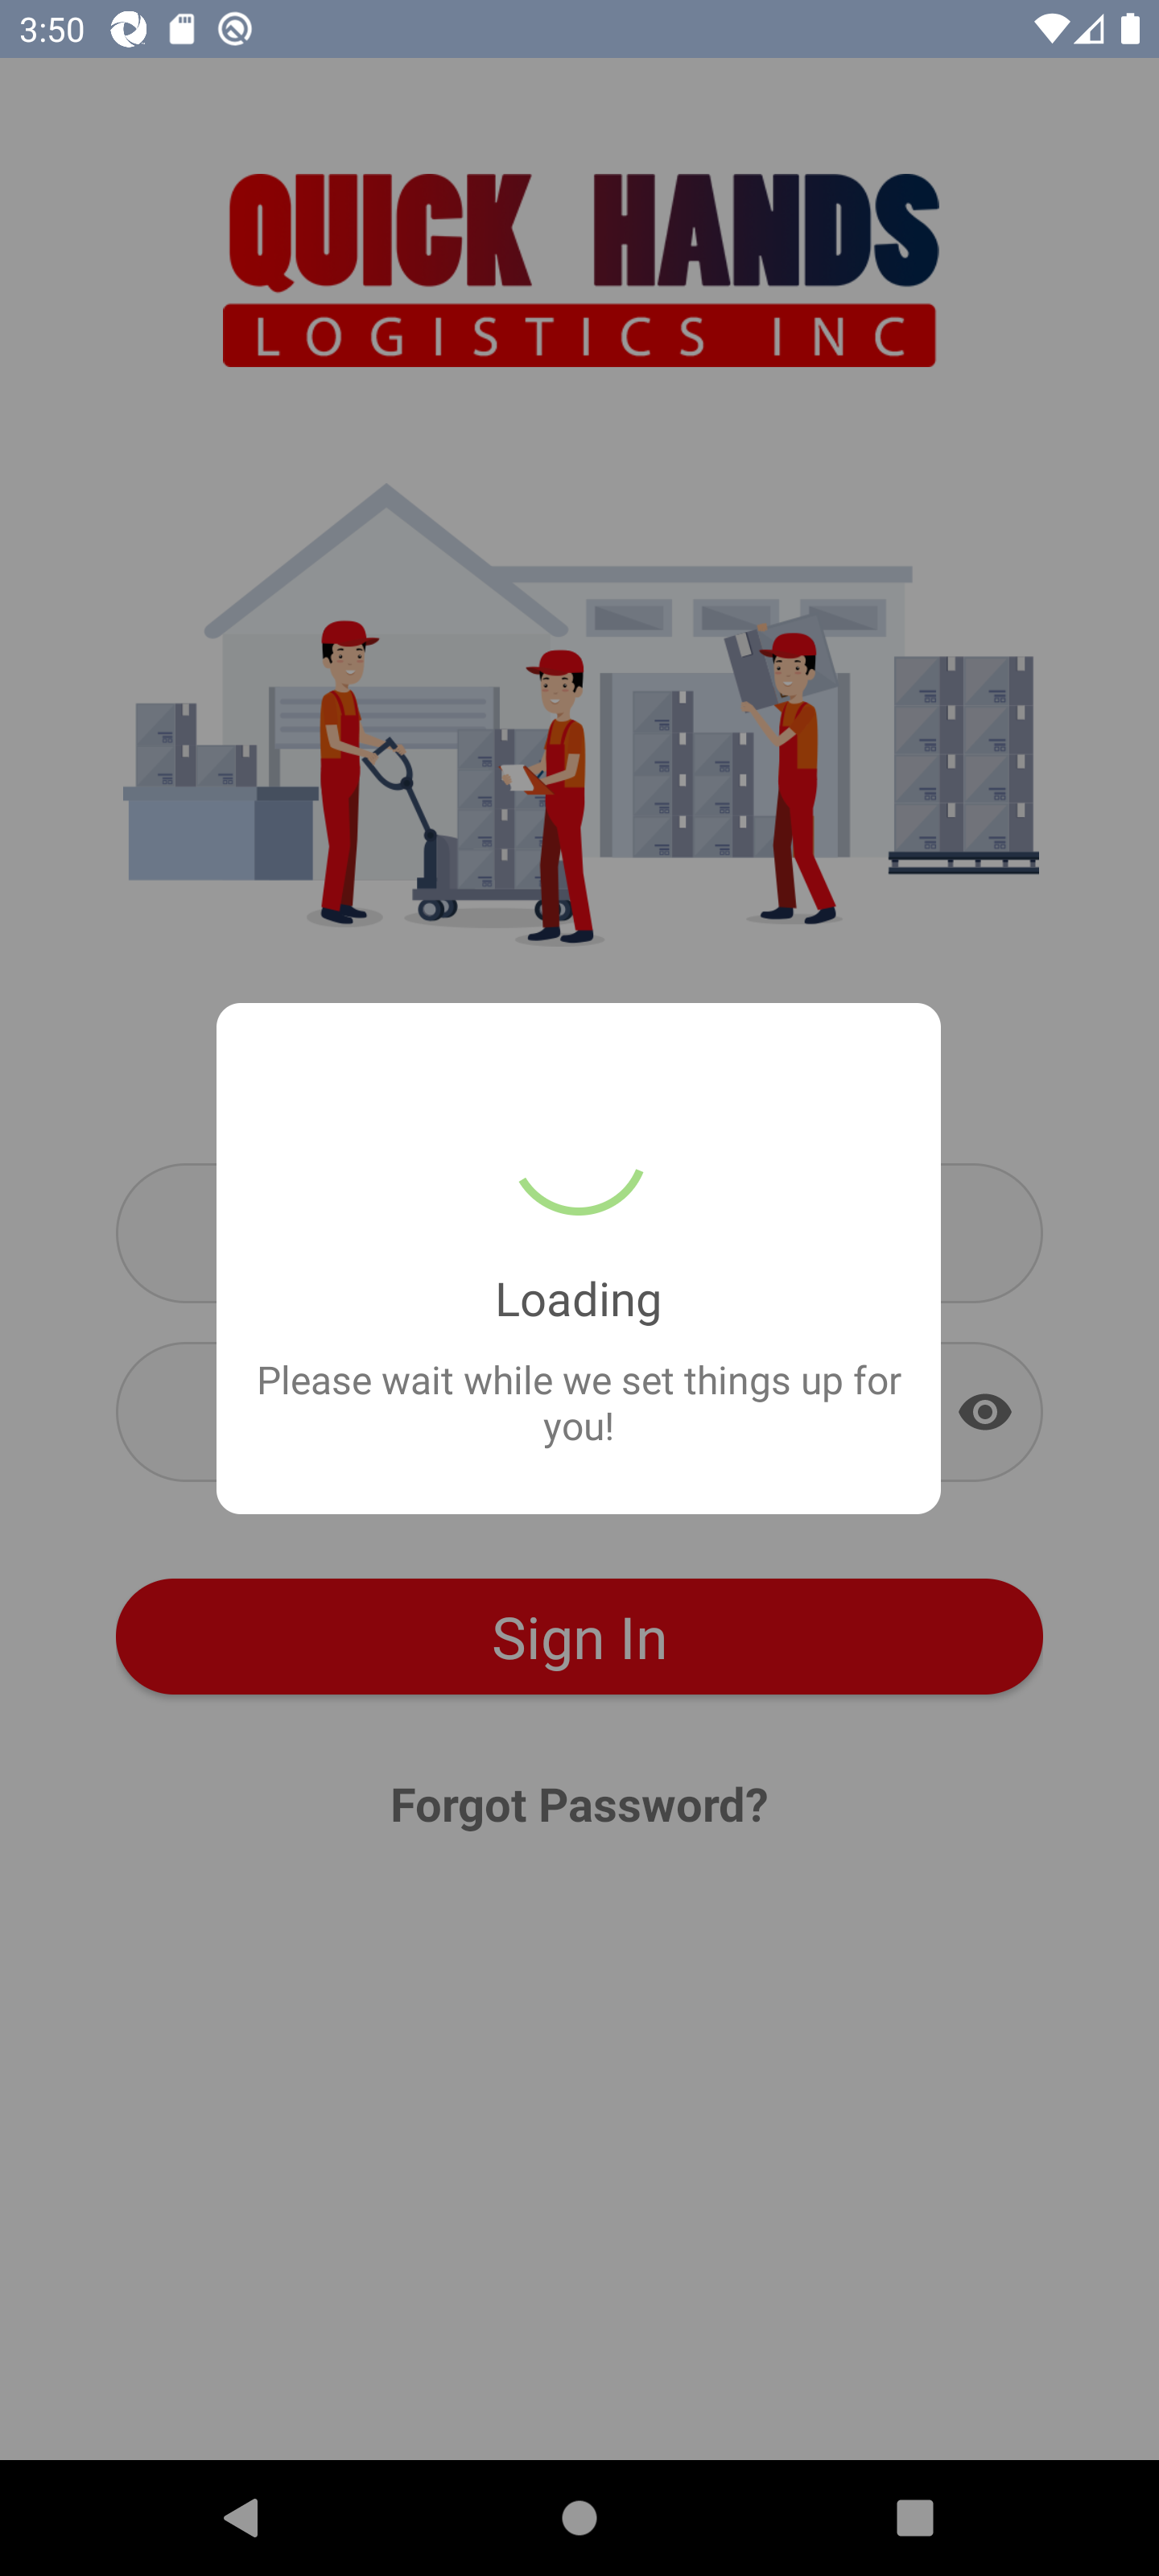 3:50
QUICK HANDS
LOGISTICS INC
Loading
Please wait while we set things up for
you!
Sign In
Forgot Password?